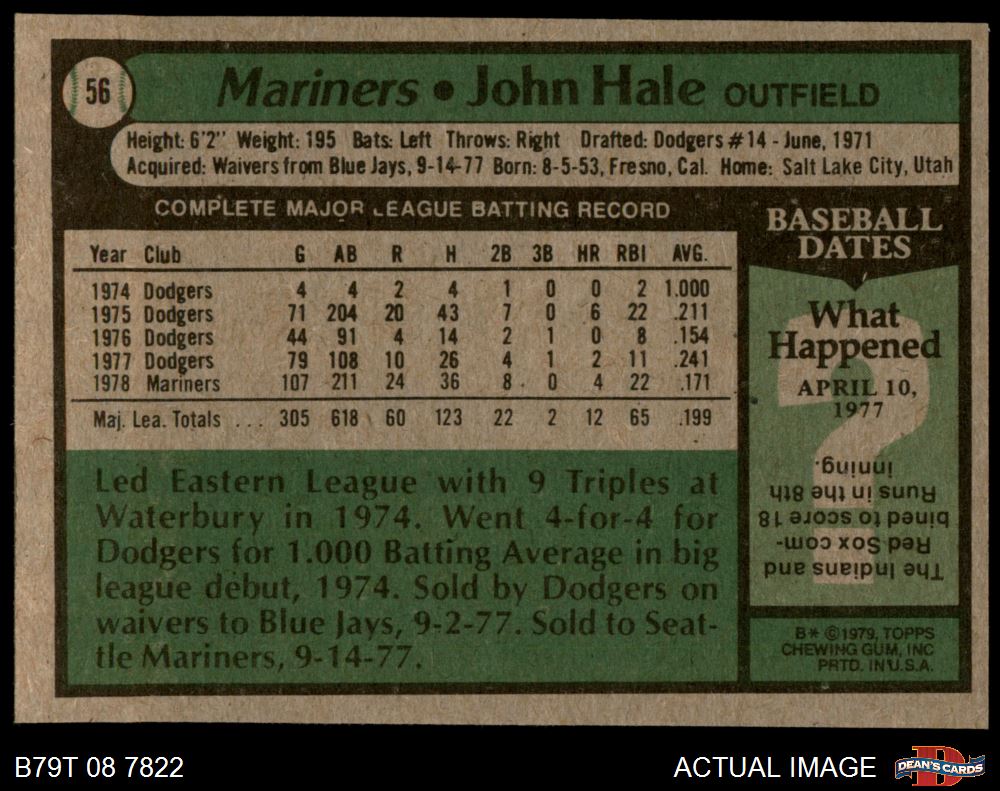 56
Mariners • John Hale OUTFIELD
Height: 6'2" Weight: 195 Bats: Left Throws: Right Drafted: Dodgers #14 - June, 1971
Acquired: Waivers from Blue Jays, 9-14-77 Born: 8-5-53, Fresno, Cal. Home: Salt Lake City, Utah
COMPLETE MAJOR LEAGUE BATTING RECORD
Year Club G AB R H 2B 3B HR RBI AVG.
1974 Dodgers 4 4 2 4 1 0 0 2 1.000
1975 Dodgers 71 204 20 43 7 0 6 22 .211
1976 Dodgers 44 91 4 14 2 1 0 8 .154
1977 Dodgers 79 108 10 26 4 1 2 11 .241
1978 Mariners 107 211 24 36 8 0 4 22 .171
Maj. Lea. Totals ... 305 618 60 123 22 2 12 65 .199
Led Eastern League with 9 Triples at
Waterbury in 1974. Went 4-for-4 for
Dodgers for 1.000 Batting Average in big
league debut, 1974. Sold by Dodgers on
waivers to Blue Jays, 9-2-77. Sold to Seat-
tle Mariners, 9-14-77.
BASEBALL
DATES
What
Happened
APRIL 10,
1977
?
The Indians and
Red Sox com-
bined to score 18
Runs in the 8th
inning.
B* ©1979, TOPPS
CHEWING GUM, INC
PRTD. IN U.S.A.
B79T 08 7822
ACTUAL IMAGE
D
DEAN'S CARDS